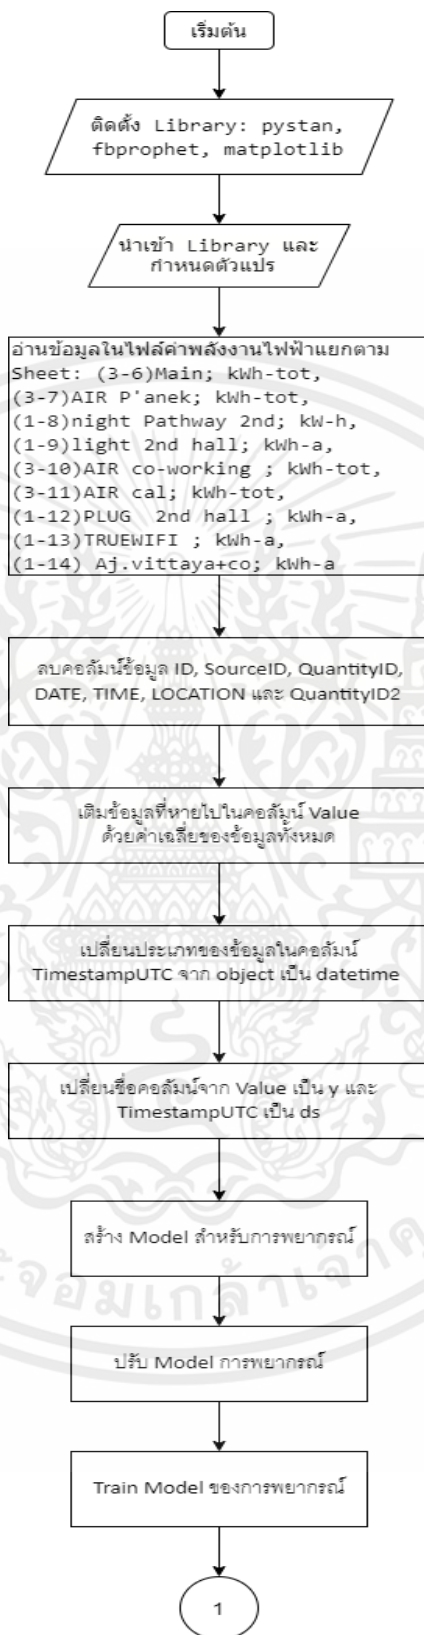 เริ่มต้น
ติดตั้ง Library: pystan,
fbprophet, matplotlib
นำเข้า Library และ
กำหนดตัวแปร
อ่านข้อมูลในไฟล์ค่าพลังงานไฟฟ้าแยกตาม
Sheet: (3-6)Main; kWh-tot,
(3-7)AIR P'anek; kWh-tot,
(1-8)night Pathway 2nd; kW-h,
(1-9)light 2nd hall; kWh-a,
(3-10)AIR co-working ; kWh-tot,
(3-11)AIR cal; kWh-tot,
(1-12)PLUG  2nd hall ; kWh-a,
(1-13)TRUEWIFI ; kWh-a,
(1-14) Aj.vittaya+co; kWh-a
ลบคอลัมน์ข้อมูล ID, SourceID, QuantityID,
DATE, TIME, LOCATION และ QuantityID2
เติมข้อมูลที่หายไปในคอลัมน์ Value
ด้วยค่าเฉลี่ยของข้อมูลทั้งหมด
เปลี่ยนประเภทของข้อมูลในคอลัมน์
TimestampUTC จาก object เป็น datetime
เปลี่ยนชื่อคอลัมน์จาก Value เป็น y และ
TimestampUTC เป็น ds
สร้าง Model สำหรับการพยากรณ์
ปรับ Model การพยากรณ์
Train Model ของการพยากรณ์
1